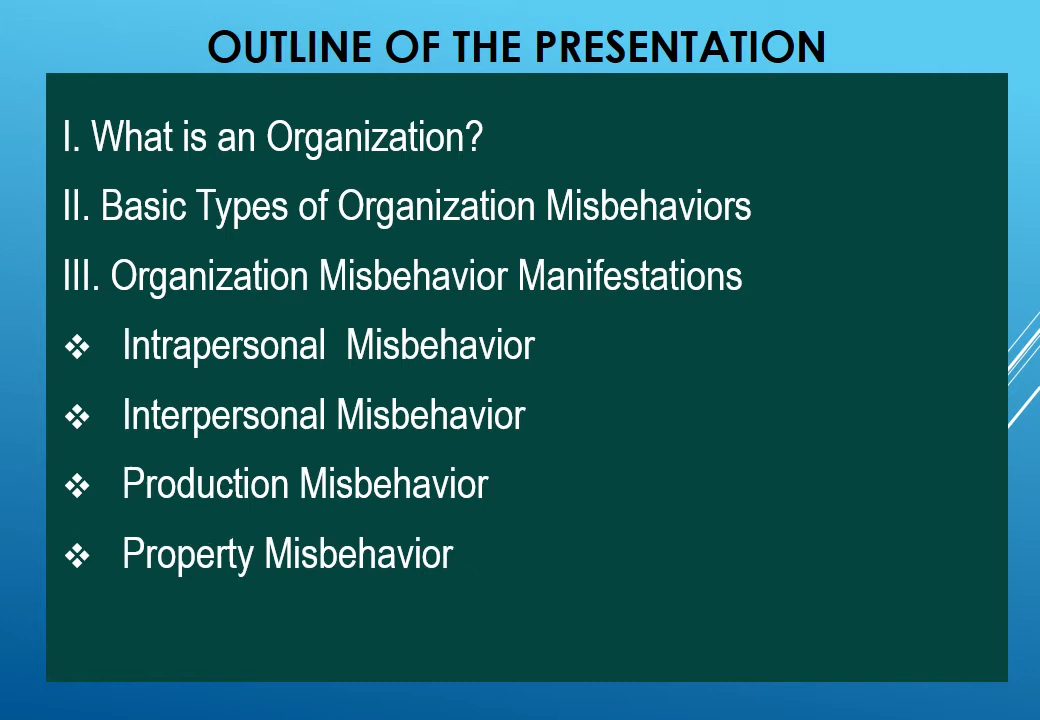 OUTLINE OF THE PRESENTATION
I. What is an Organization?
II. Basic Types of Organization Misbehaviors
III. Organization Misbehavior Manifestations
❖ Intrapersonal Misbehavior
❖ Interpersonal Misbehavior
❖ Production Misbehavior
❖ Property Misbehavior